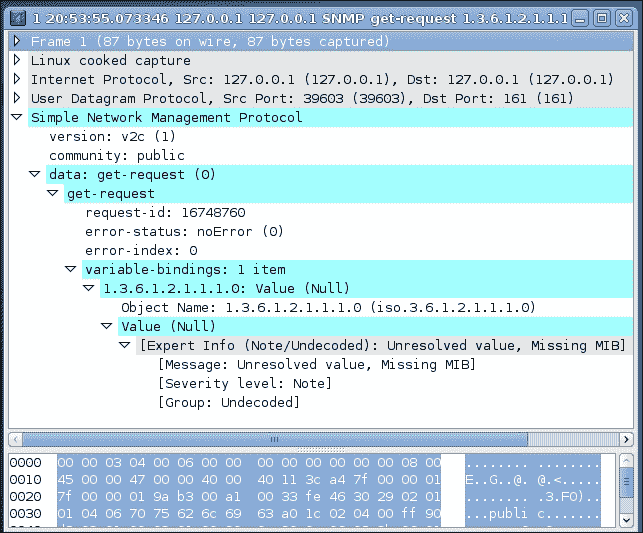 1 20:53:55.073346 127.0.0.1 127.0.0.1 SNMP get-request 1.3.6.1.2.1.1.1
Frame 1 (87 bytes on wire, 87 bytes captured)
Linux cooked capture
Internet Protocol, Src: 127.0.0.1 (127.0.0.1), Dst: 127.0.0.1 (127.0.0.1)
User Datagram Protocol, Src Port: 39603 (39603), Dst Port: 161 (161)
Simple Network Management Protocol
version: v2c (1)
community: public
data: get-request (0)
get-request
request-id: 16748760
error-status: noError (0)
error-index: 0
variable-bindings: 1 item
1.3.6.1.2.1.1.1.0: Value (Null)
Object Name: 1.3.6.1.2.1.1.1.0 (iso.3.6.1.2.1.1.1.0)
Value (Null)
[Expert Info (Note/Undecoded): Unresolved value, Missing MIB]
[Message: Unresolved value, Missing MIB]
[Severity level: Note]
[Group: Undecoded]
0000 00 00 03 04 00 06 00 00 00 00 00 00 00 00 08 00 ........ ........
0010 45 00 00 47 00 00 40 00 40 11 3c a4 7f 00 00 01 E..G..@. @.<.....
0020 7f 00 00 01 9a b3 00 a1 00 33 fe 46 30 29 02 01 ........ .3.F0)..
0030 01 04 06 70 75 62 6c 69 63 a0 1c 02 04 00 ff 90 ...publi c.......